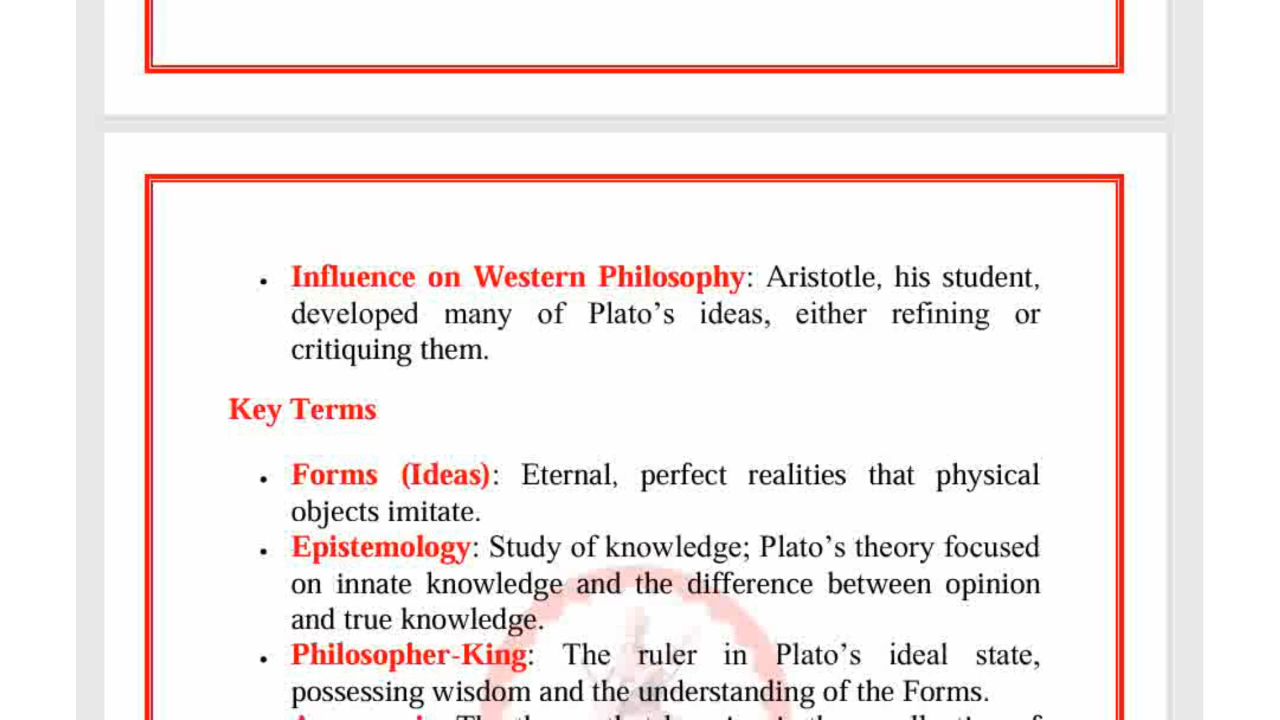 • Influence on Western Philosophy: Aristotle, his student,
developed many of Plato’s ideas, either refining or
critiquing them.
Key Terms
• Forms (Ideas): Eternal, perfect realities that physical
objects imitate.
• Epistemology: Study of knowledge; Plato’s theory focused
on innate knowledge and the difference between opinion
and true knowledge.
• Philosopher-King: The ruler in Plato’s ideal state,
possessing wisdom and the understanding of the Forms.